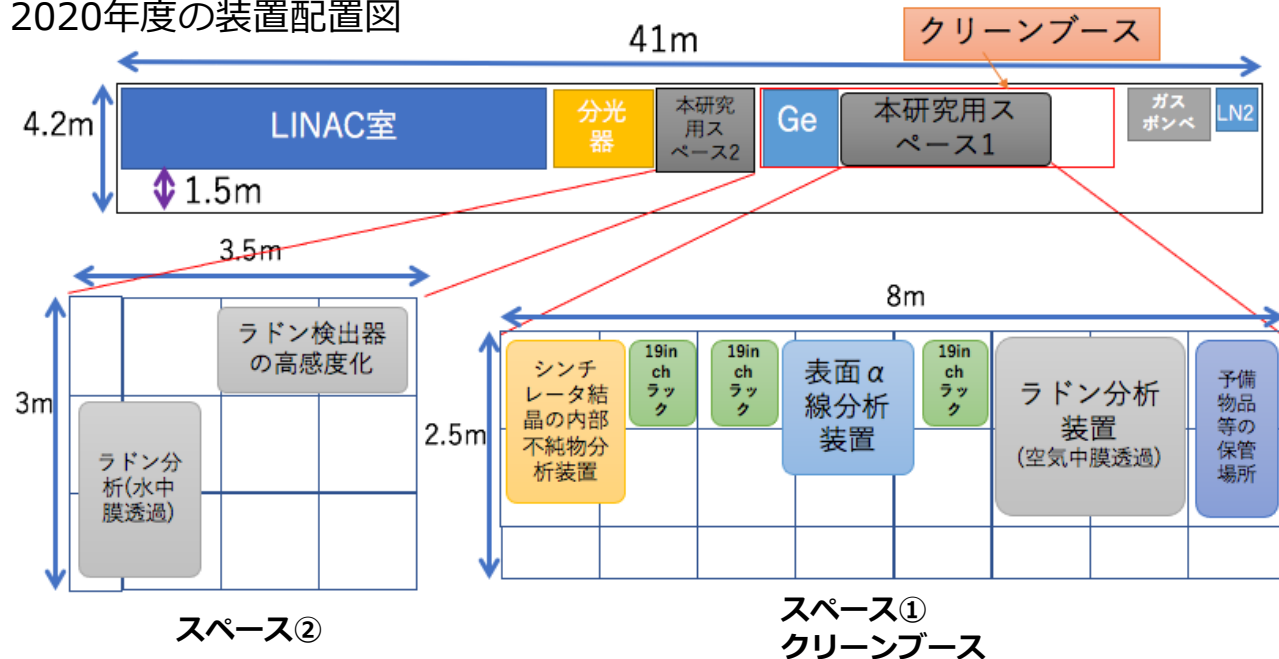 2020年度の装置配置図
41m
クリーンブース
4.2m
LINAC室
分光
器
本研究
用ス
ペース2
Ge
本研究用ス
ペース1
ガス
ボンベ
LN2
1.5m
3.5m
3m
ラドン検出器
の高感度化
ラドン分
析(水中
膜透過)
スペース②
8m
2.5m
シンチ
レータ結
晶の内部
不純物分
析装置
19in
ch
ラッ
ク
19in
ch
ラッ
ク
表面α
線分析
装置
19in
ch
ラッ
ク
ラドン分析
装置
(空気中膜透過)
予備
物品
等の
保管
場所
スペース①
クリーンブース